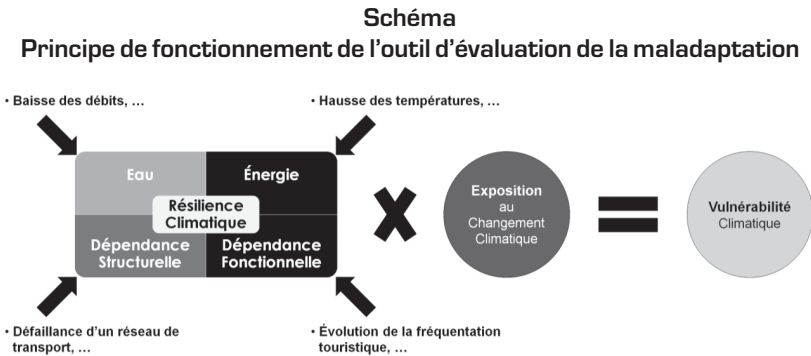 Schéma
Principe de fonctionnement de l'outil d'évaluation de la maladaptation
• Baisse des débits, …
• Hausse des températures, …
Eau
Énergie
Résilience
Climatique
Dépendance
Structurelle
Dépendance
Fonctionnelle
Exposition
au
Changement
Climatique
Vulnérabilité
Climatique
• Défaillance d'un réseau de
transport, …
• Évolution de la fréquentation
touristique, …